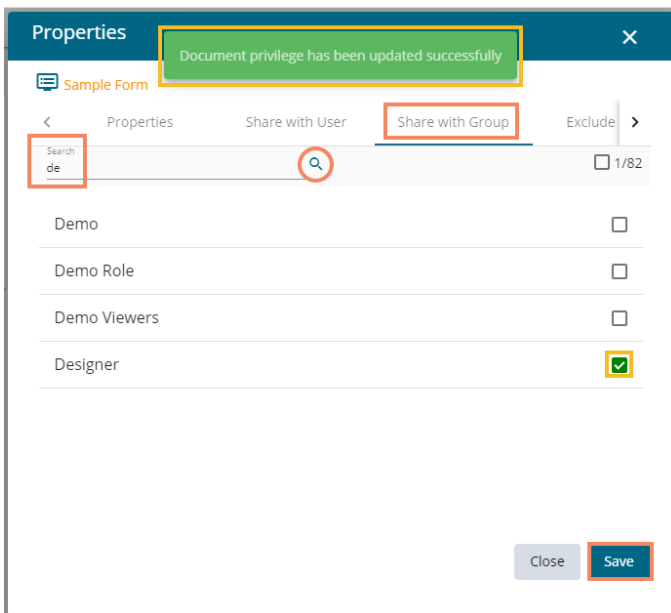 Properties
Document privilege has been updated successfully
Sample Form
Properties
Share with User
Share with Group
Exclude
Search
de
1/82
Demo
Demo Role
Demo Viewers
Designer
Close
Save